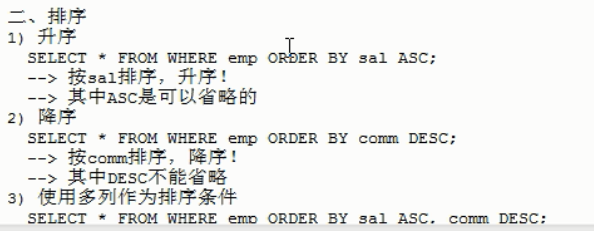 二、排序
1) 升序
SELECT * FROM WHERE emp ORDER BY sal ASC;
--> 按sal排序，升序！
--> 其中ASC是可以省略的
2) 降序
SELECT * FROM WHERE emp ORDER BY comm DESC;
--> 按comm排序，降序！
--> 其中DESC不能省略
3) 使用多列作为排序条件
SELECT * FROM WHERE emp ORDER BY sal ASC, comm DESC;